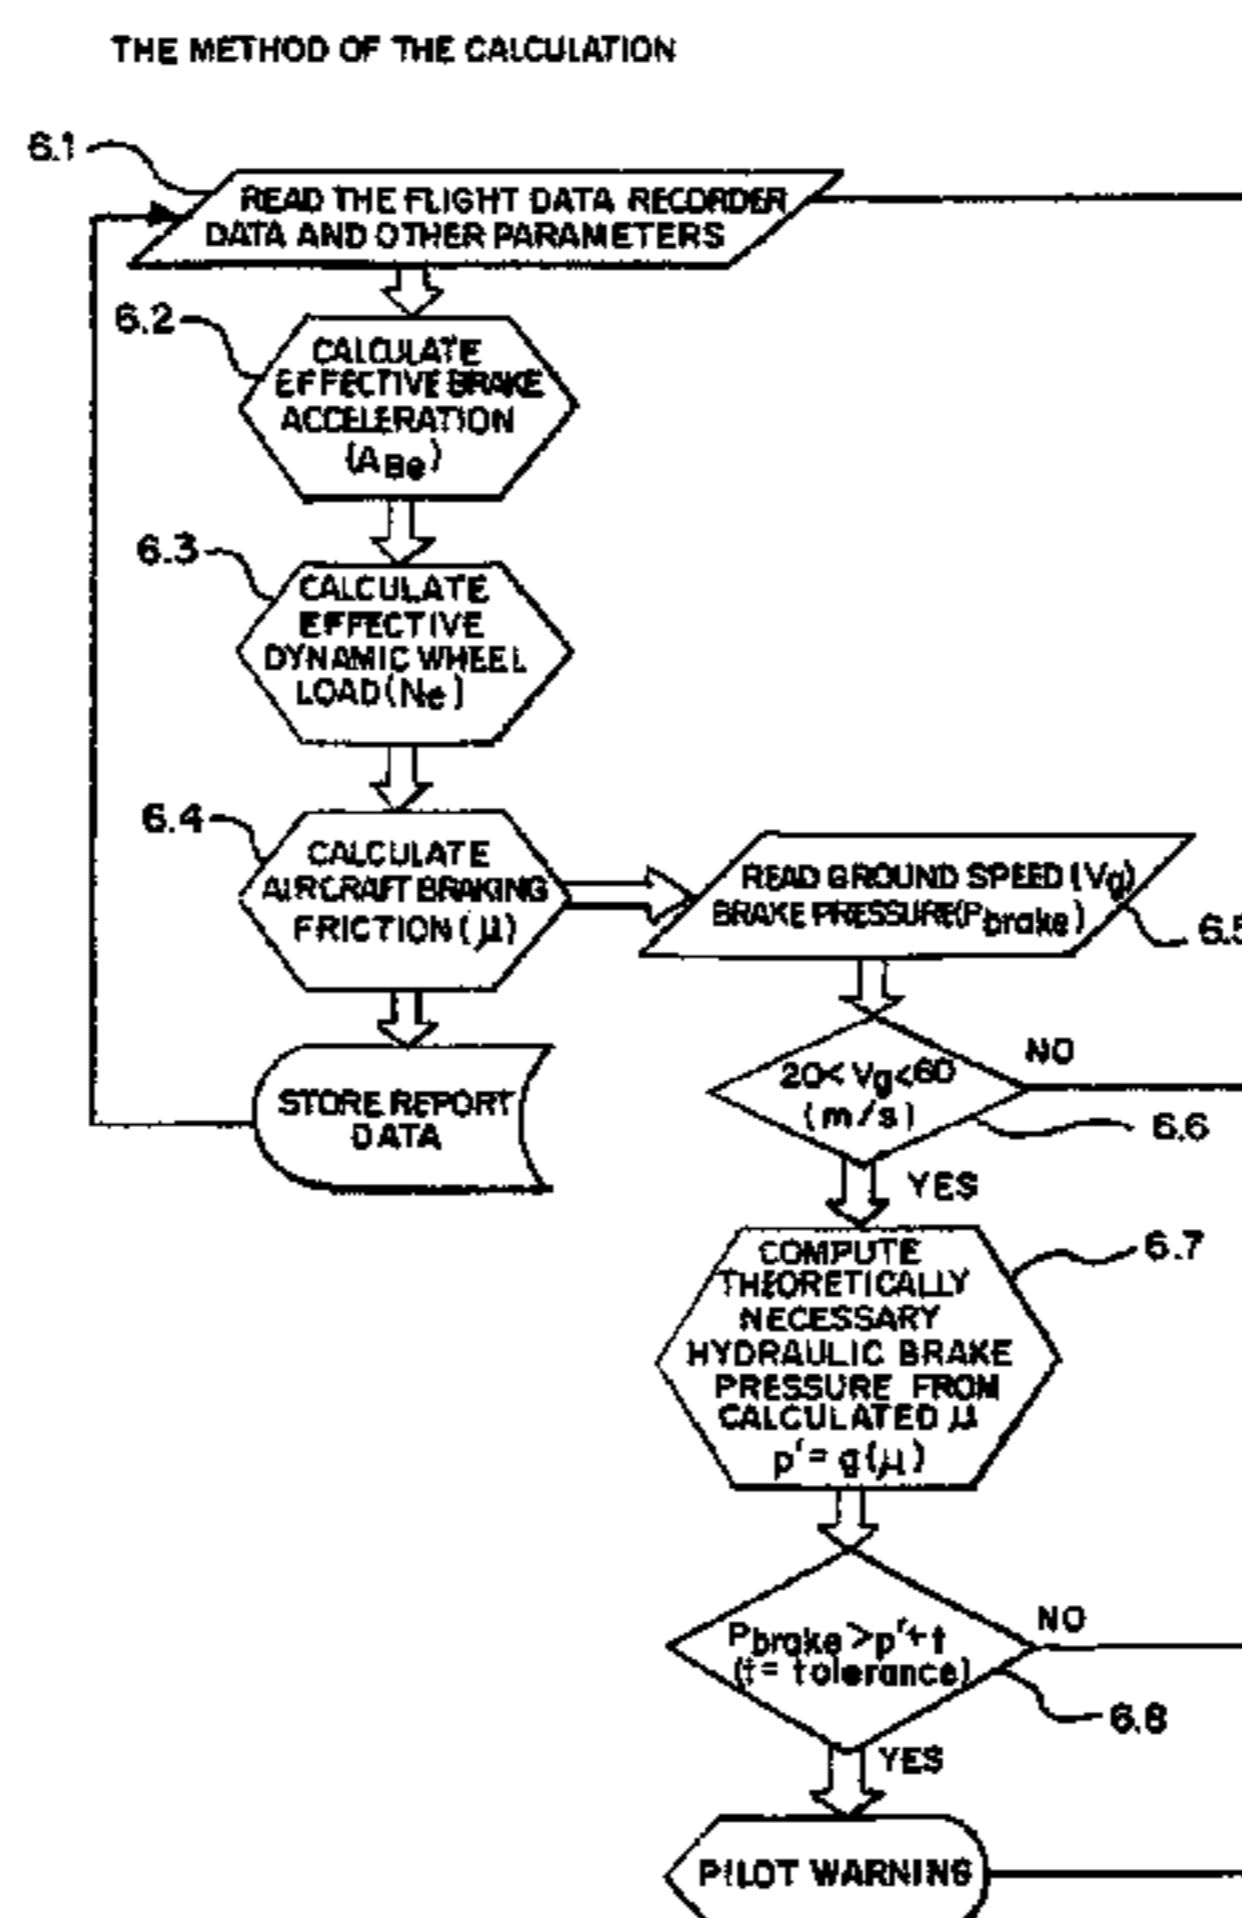 THE METHOD OF THE CALCULATION
6.1
READ THE FLIGHT DATA RECORDER
DATA AND OTHER PARAMETERS
6.2
CALCULATE
EFFECTIVE BRAKE
ACCELERATION
(ABe)
6.3
CALCULATE
EFFECTIVE
DYNAMIC WHEEL
LOAD (Ne)
6.4
CALCULATE
AIRCRAFT BRAKING
FRICTION (μ)
READ GROUND SPEED (Vg)
BRAKE PRESSURE (Pbrake)
6.5
STORE REPORT
DATA
20< Vg<60
(m/s)
NO
6.6
YES
6.7
COMPUTE
THEORETICALLY
NECESSARY
HYDRAULIC BRAKE
PRESSURE FROM
CALCULATED μ
p'= g(μ)
Pbrake >p'+t
(t= tolerance)
NO
6.8
YES
PILOT WARNING